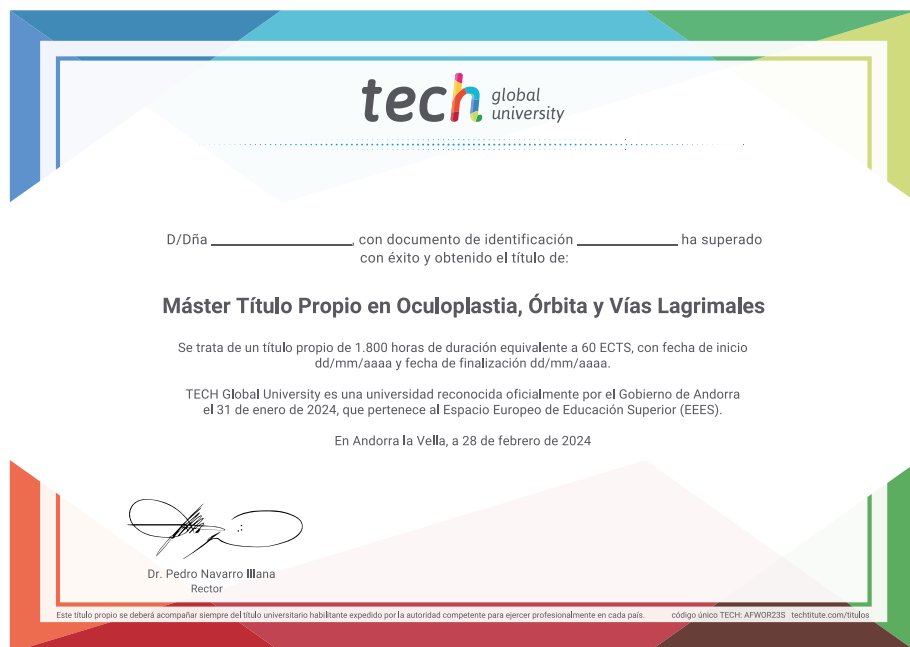 tech global university
D/Dña ____________, con documento de identificación ____________ ha superado
con éxito y obtenido el título de:
Máster Título Propio en Oculoplastia, Órbita y Vías Lagrimales
Se trata de un título propio de 1.800 horas de duración equivalente a 60 ECTS, con fecha de inicio
dd/mm/aaaa y fecha de finalización dd/mm/aaaa.
TECH Global University es una universidad reconocida oficialmente por el Gobierno de Andorra
el 31 de enero de 2024, que pertenece al Espacio Europeo de Educación Superior (EEES).
En Andorra la Vella, a 28 de febrero de 2024
Dr. Pedro Navarro Illana
Rector
Este título propio se deberá acompañar siempre del título universitario habilitante expedido por la autoridad competente para ejercer profesionalmente en cada país. código único TECH: AFWOR23S techtitute.com/titulos